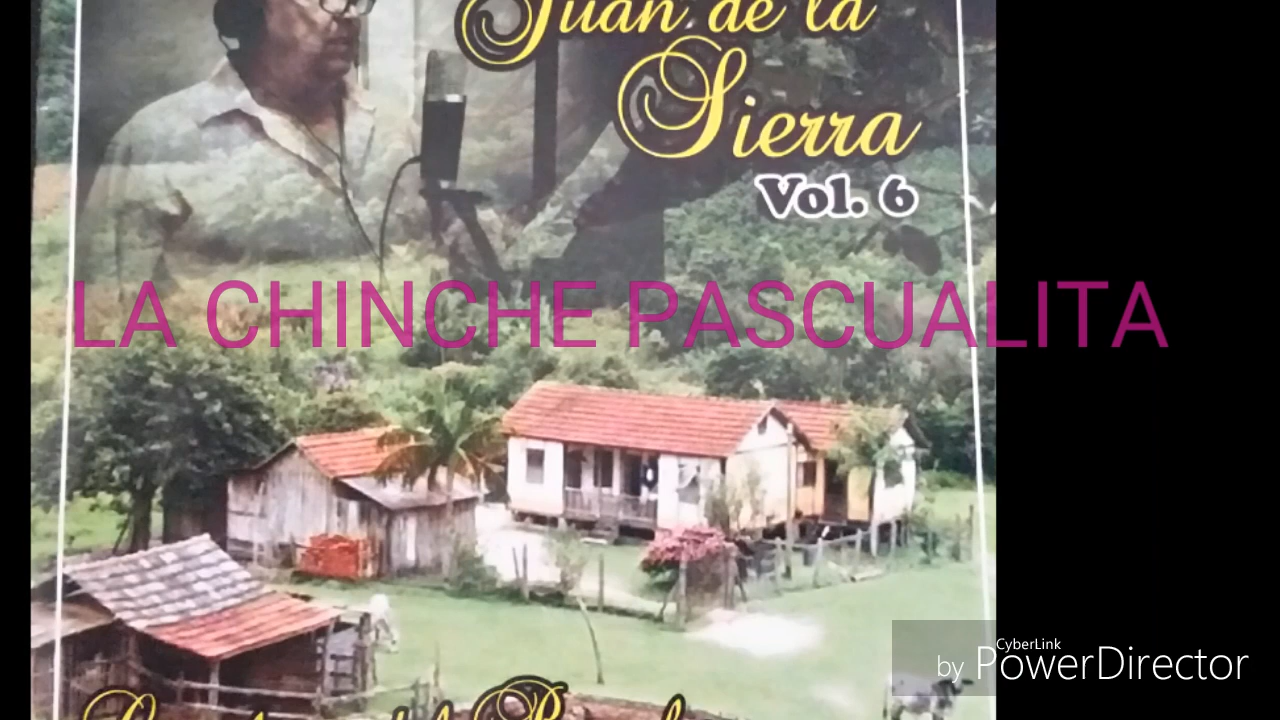 Juan de la
Sierra
Vol. 6
LA CHINCHE PASCUALITA
CyberLink
by PowerDirector